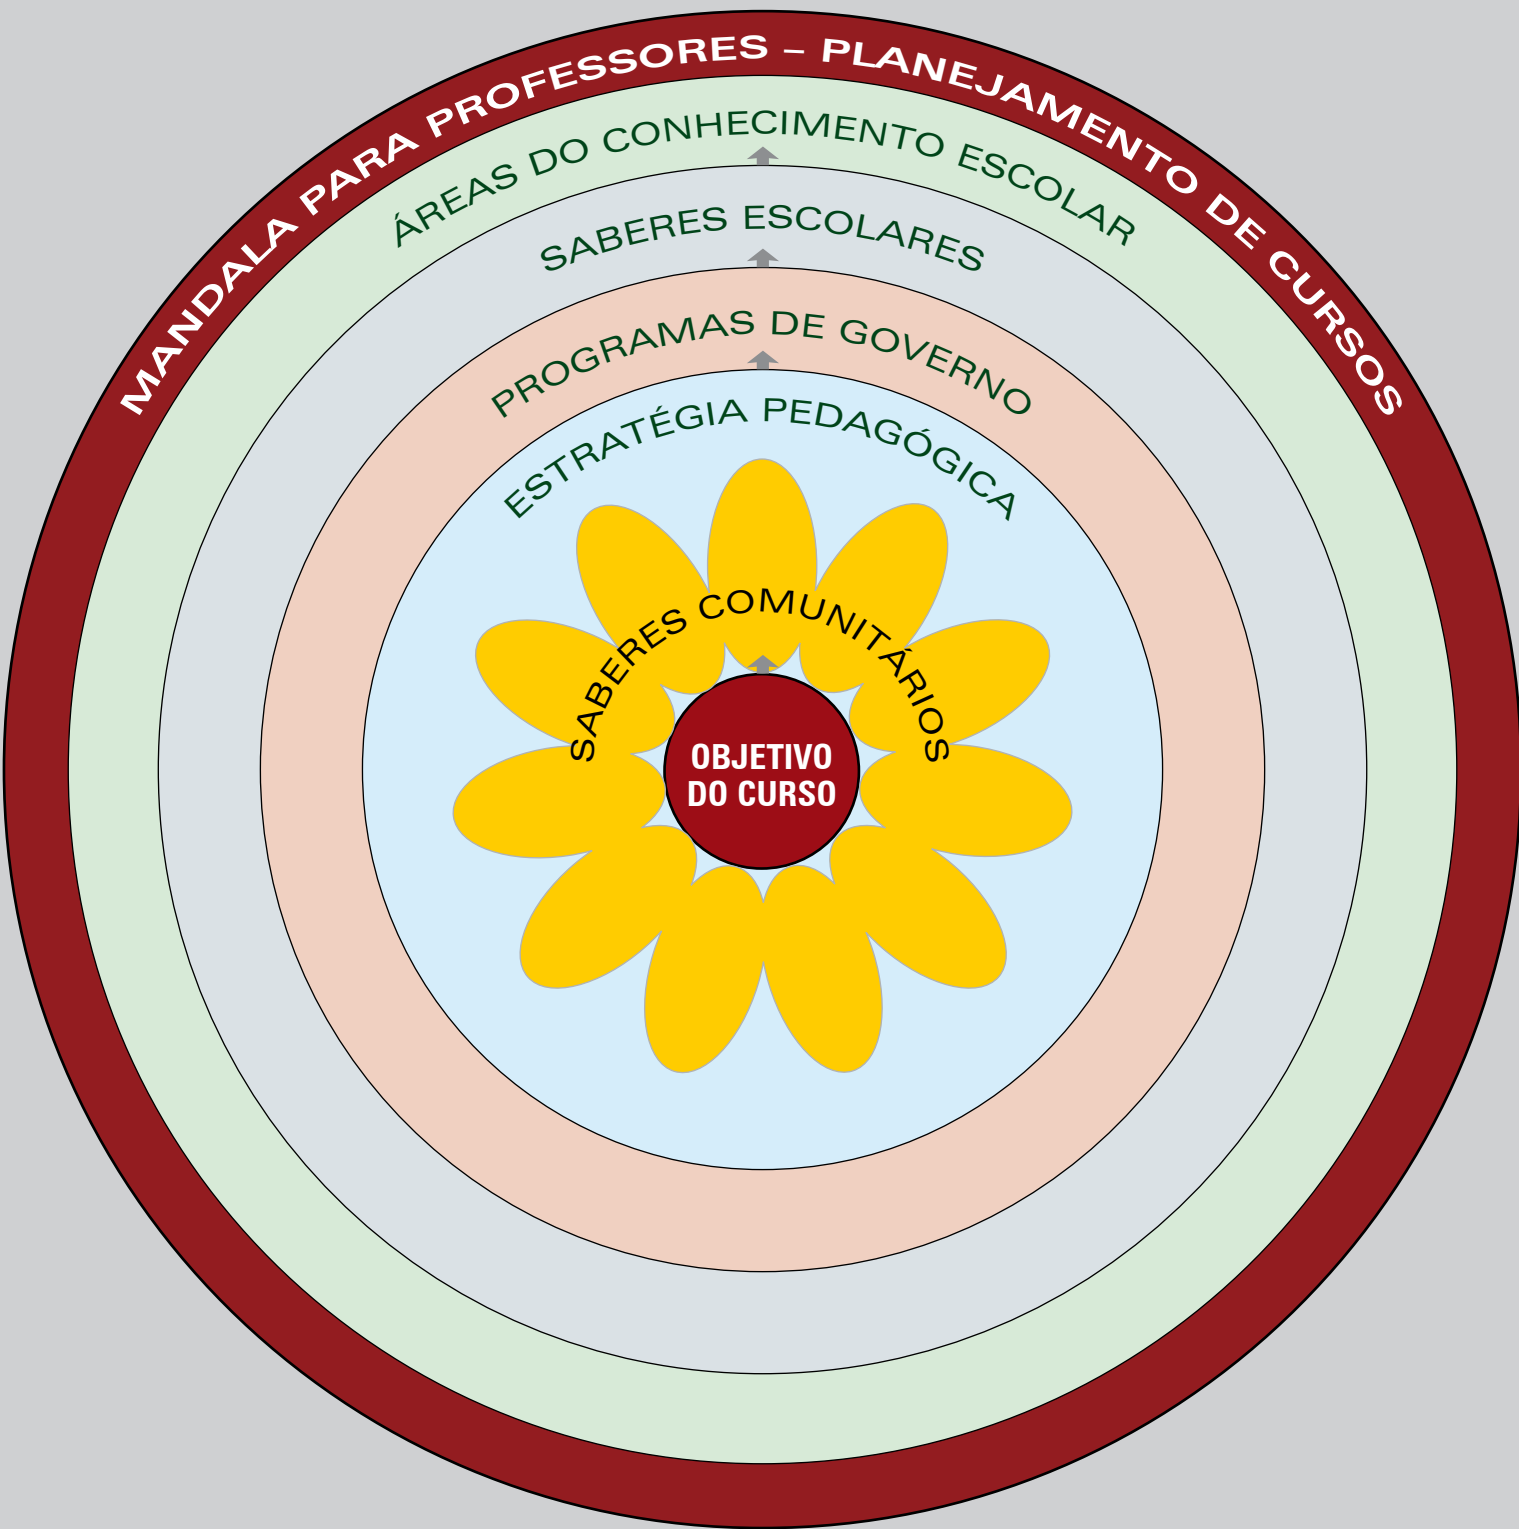 MANDALA PARA PROFESSORES – PLANEJAMENTO DE CURSOS
ÁREAS DO CONHECIMENTO ESCOLAR
SABERES ESCOLARES
PROGRAMAS DE GOVERNO
ESTRATÉGIA PEDAGÓGICA
SABERES COMUNITÁRIOS
OBJETIVO
DO CURSO